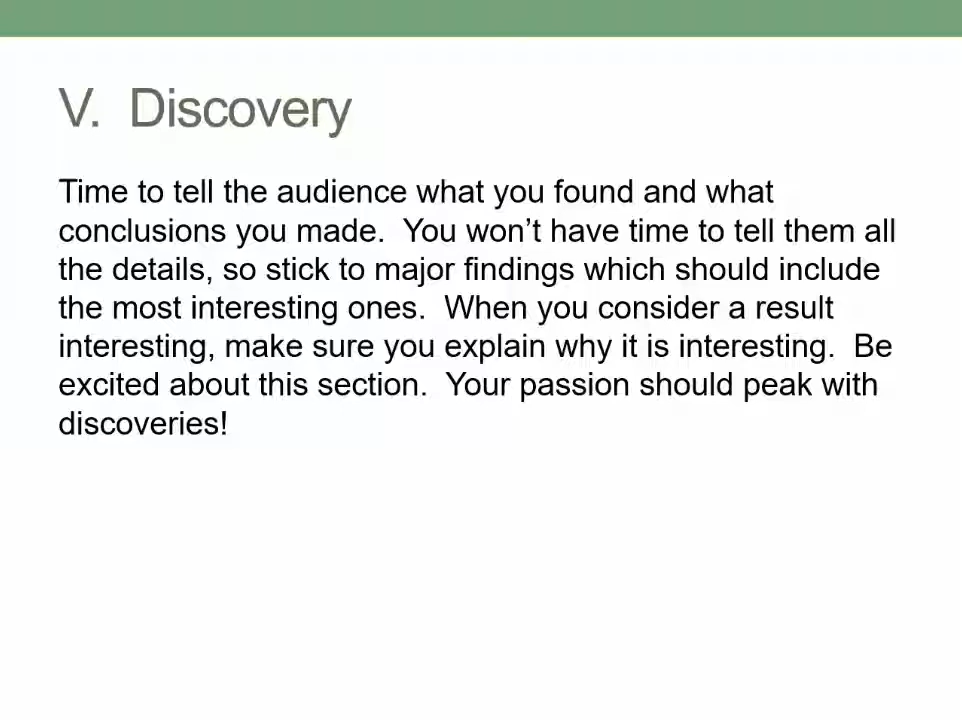 V.  Discovery
Time to tell the audience what you found and what
conclusions you made.  You won’t have time to tell them all
the details, so stick to major findings which should include
the most interesting ones.  When you consider a result
interesting, make sure you explain why it is interesting.  Be
excited about this section.  Your passion should peak with
discoveries!